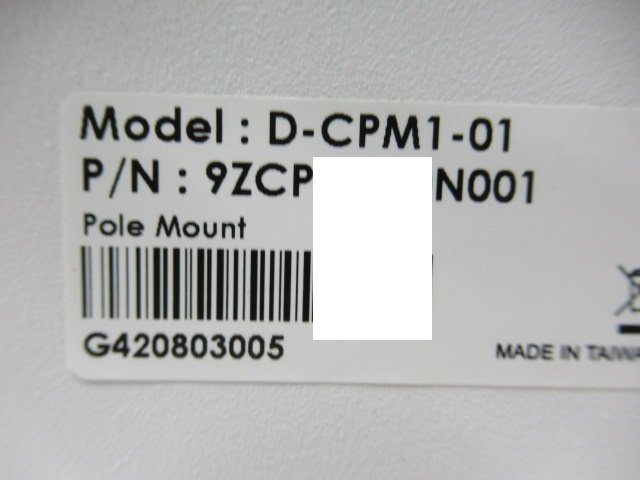 Model : D-CPM1-01
P/N : 9ZCP N001
Pole Mount
G420803005
MADE IN TAIWA